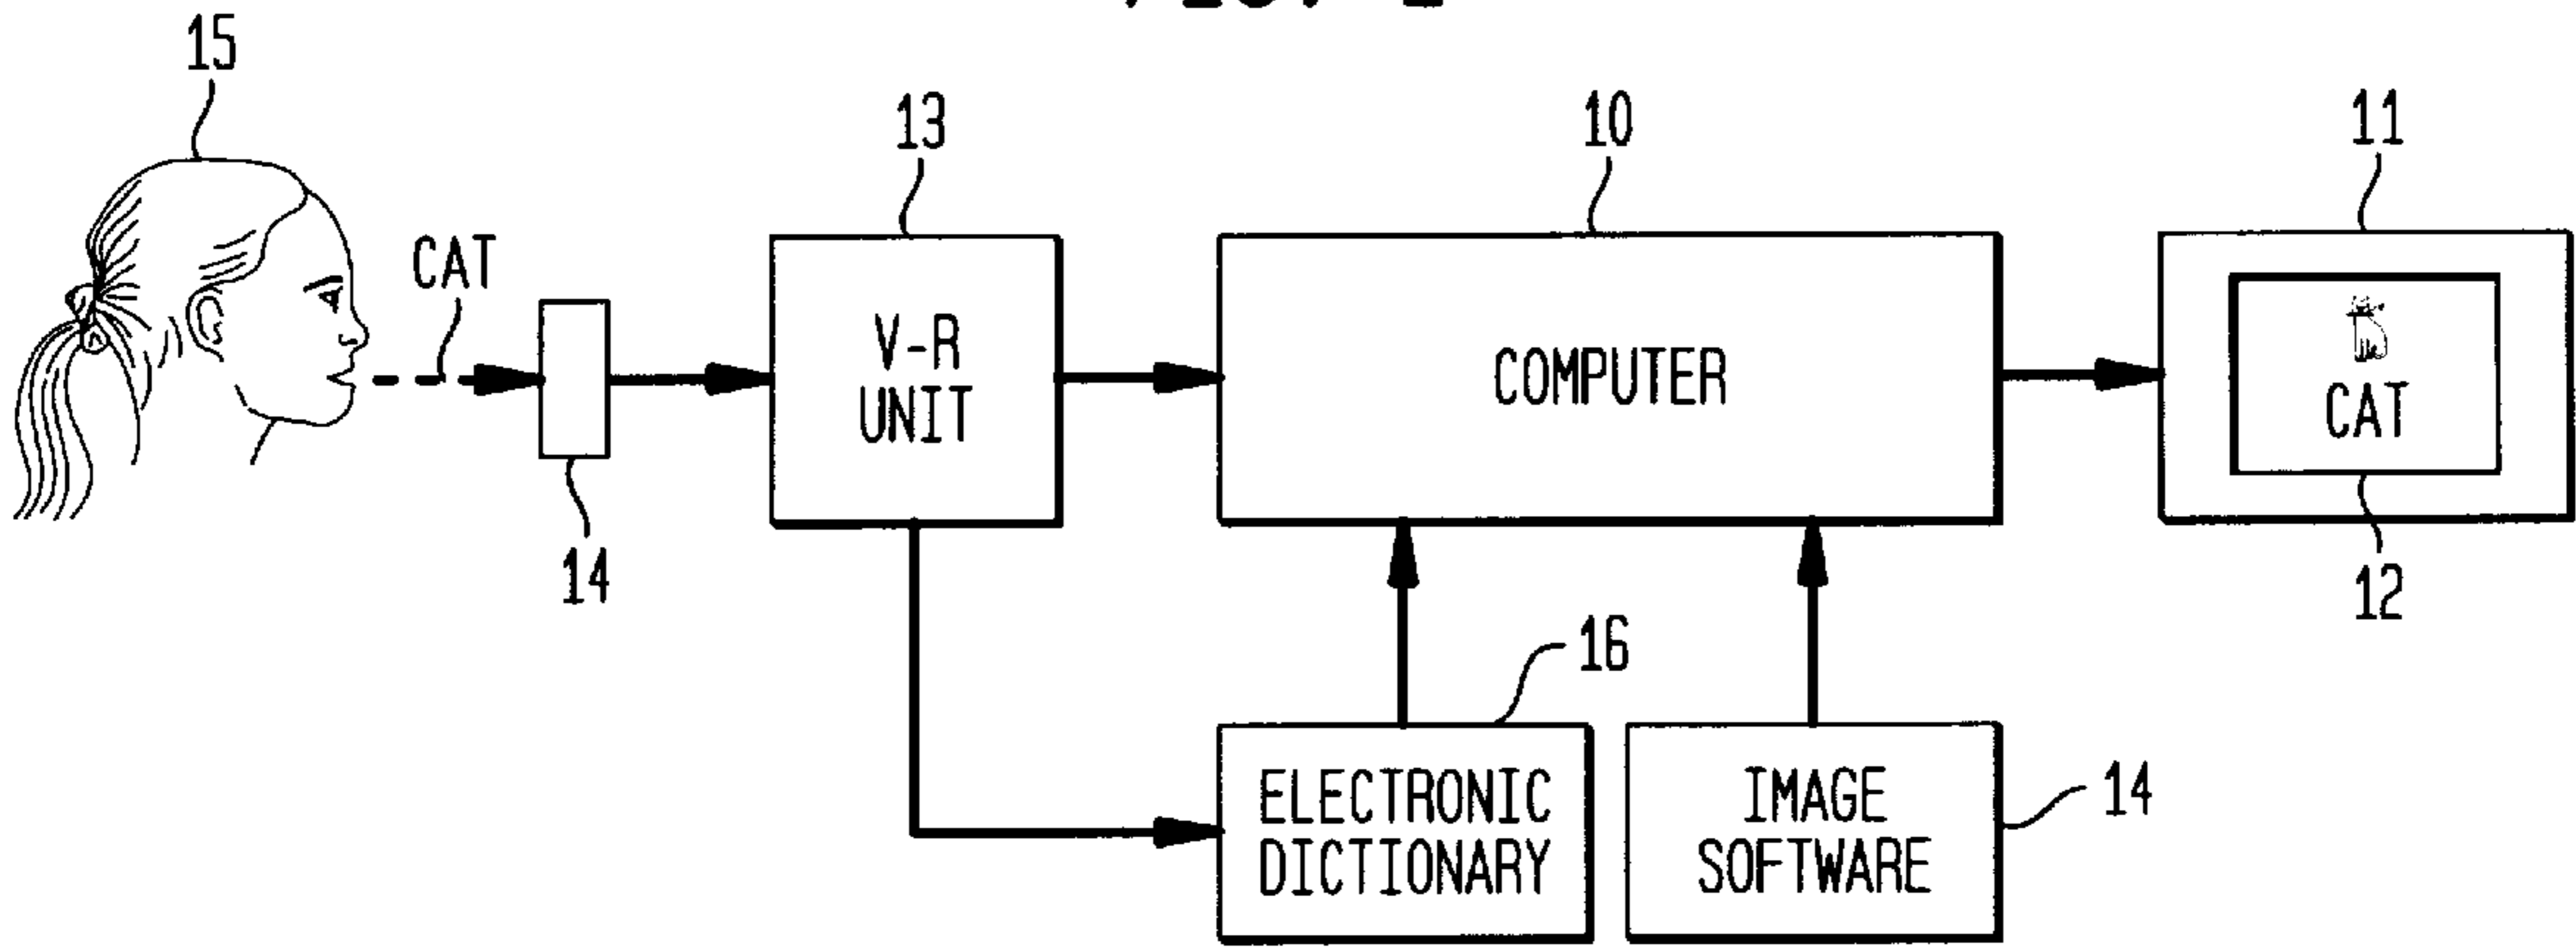 15
13
10
11
CAT
V-R
UNIT
COMPUTER
CAT
14
12
16
ELECTRONIC
DICTIONARY
IMAGE
SOFTWARE
14